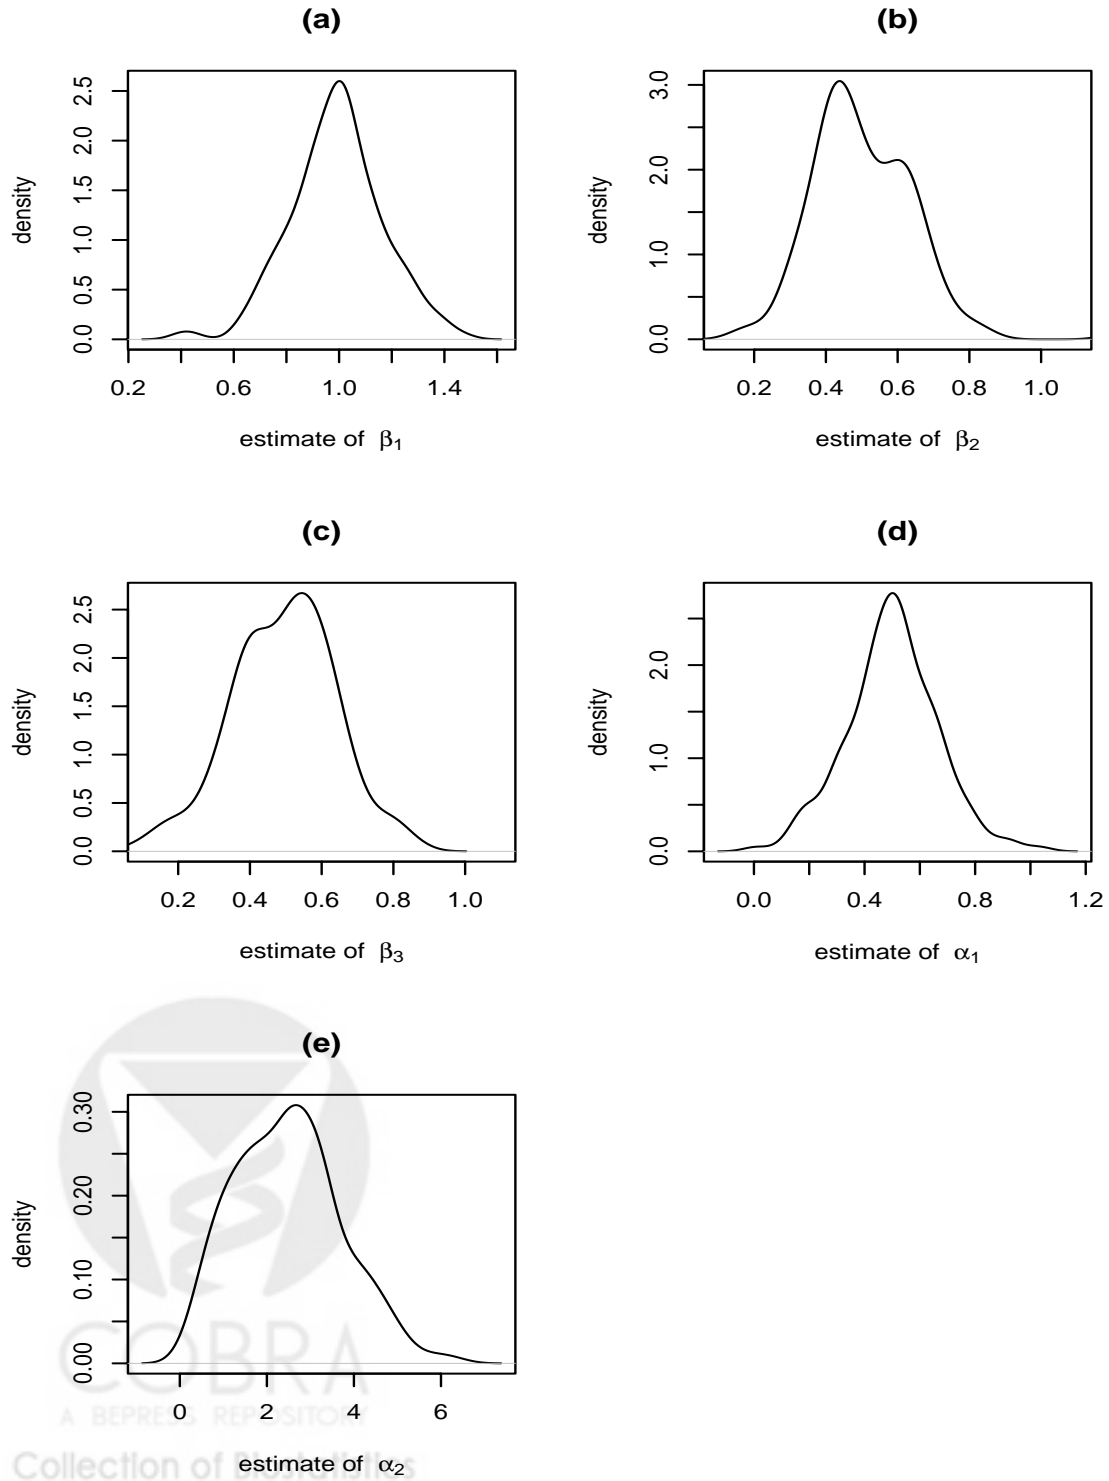 (a)
density
2.5
2.0
1.5
1.0
0.5
0.0
0.2 0.6 1.0 1.4
estimate of β₁
(b)
density
3.0
2.0
1.0
0.0
0.2 0.4 0.6 0.8 1.0
estimate of β₂
(c)
density
2.5
2.0
1.5
1.0
0.5
0.0
0.2 0.4 0.6 0.8 1.0
estimate of β₃
(d)
density
2.0
1.0
0.0
0.0 0.4 0.8 1.2
estimate of α₁
(e)
density
0.30
0.20
0.10
0.00
0 2 4 6
estimate of α₂
COBRA
A BEPRESS REPOSITORY
Collection of Biostatistics